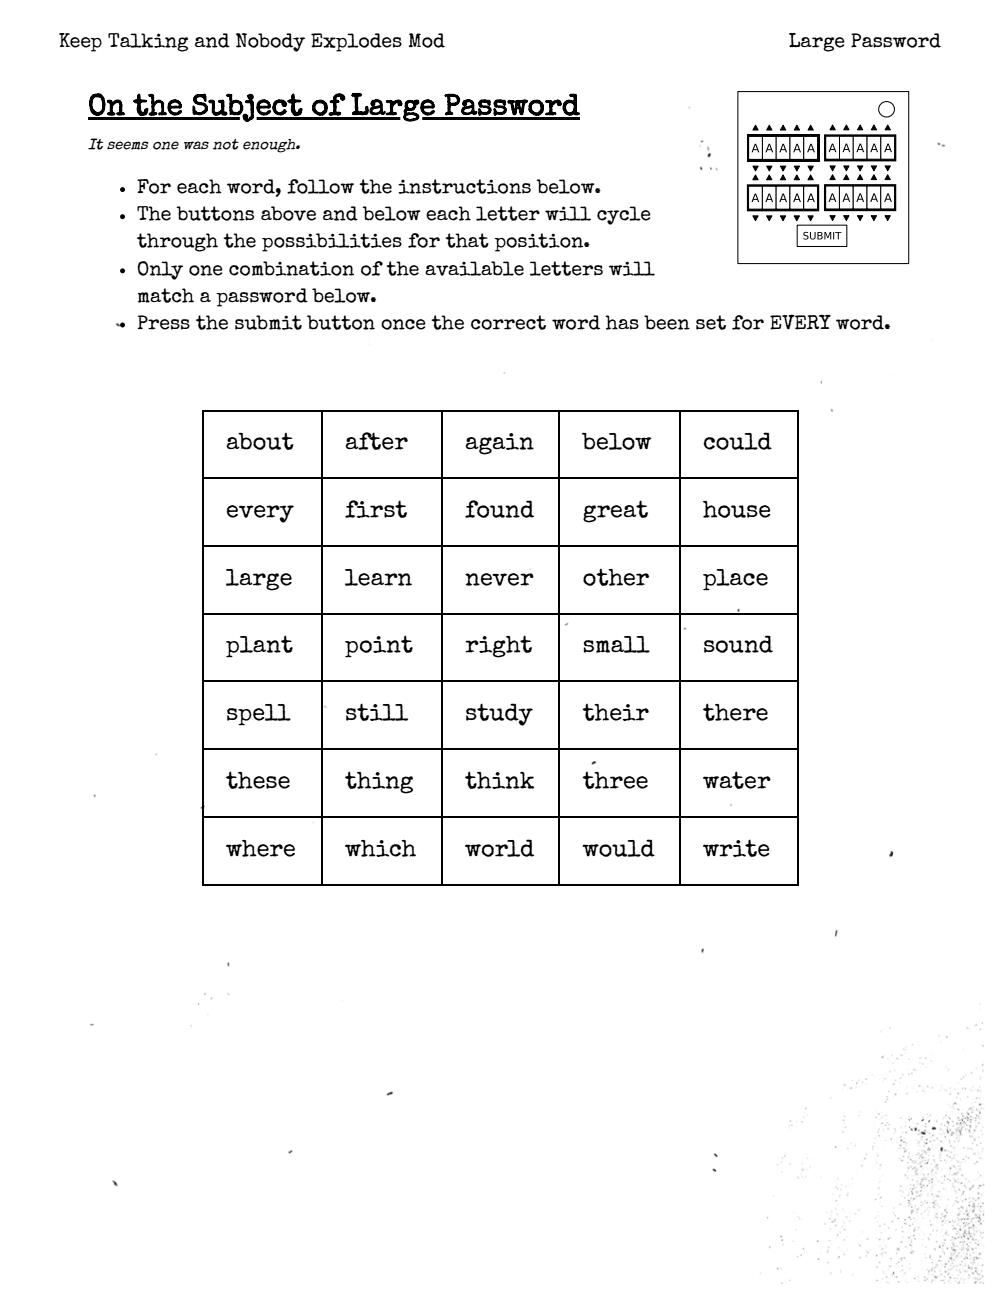 Keep Talking and Nobody Explodes Mod Large Password
On the Subject of Large Password
It seems one was not enough.
• For each word, follow the instructions below.
• The buttons above and below each letter will cycle
through the possibilities for that position.
• Only one combination of the available letters will
match a password below.
• Press the submit button once the correct word has been set for EVERY word.
A A A A A A A A A A
A A A A A A A A A A
SUBMIT
about after again below could
every first found great house
large learn never other place
plant point right small sound
spell still study their there
these thing think three water
where which world would write